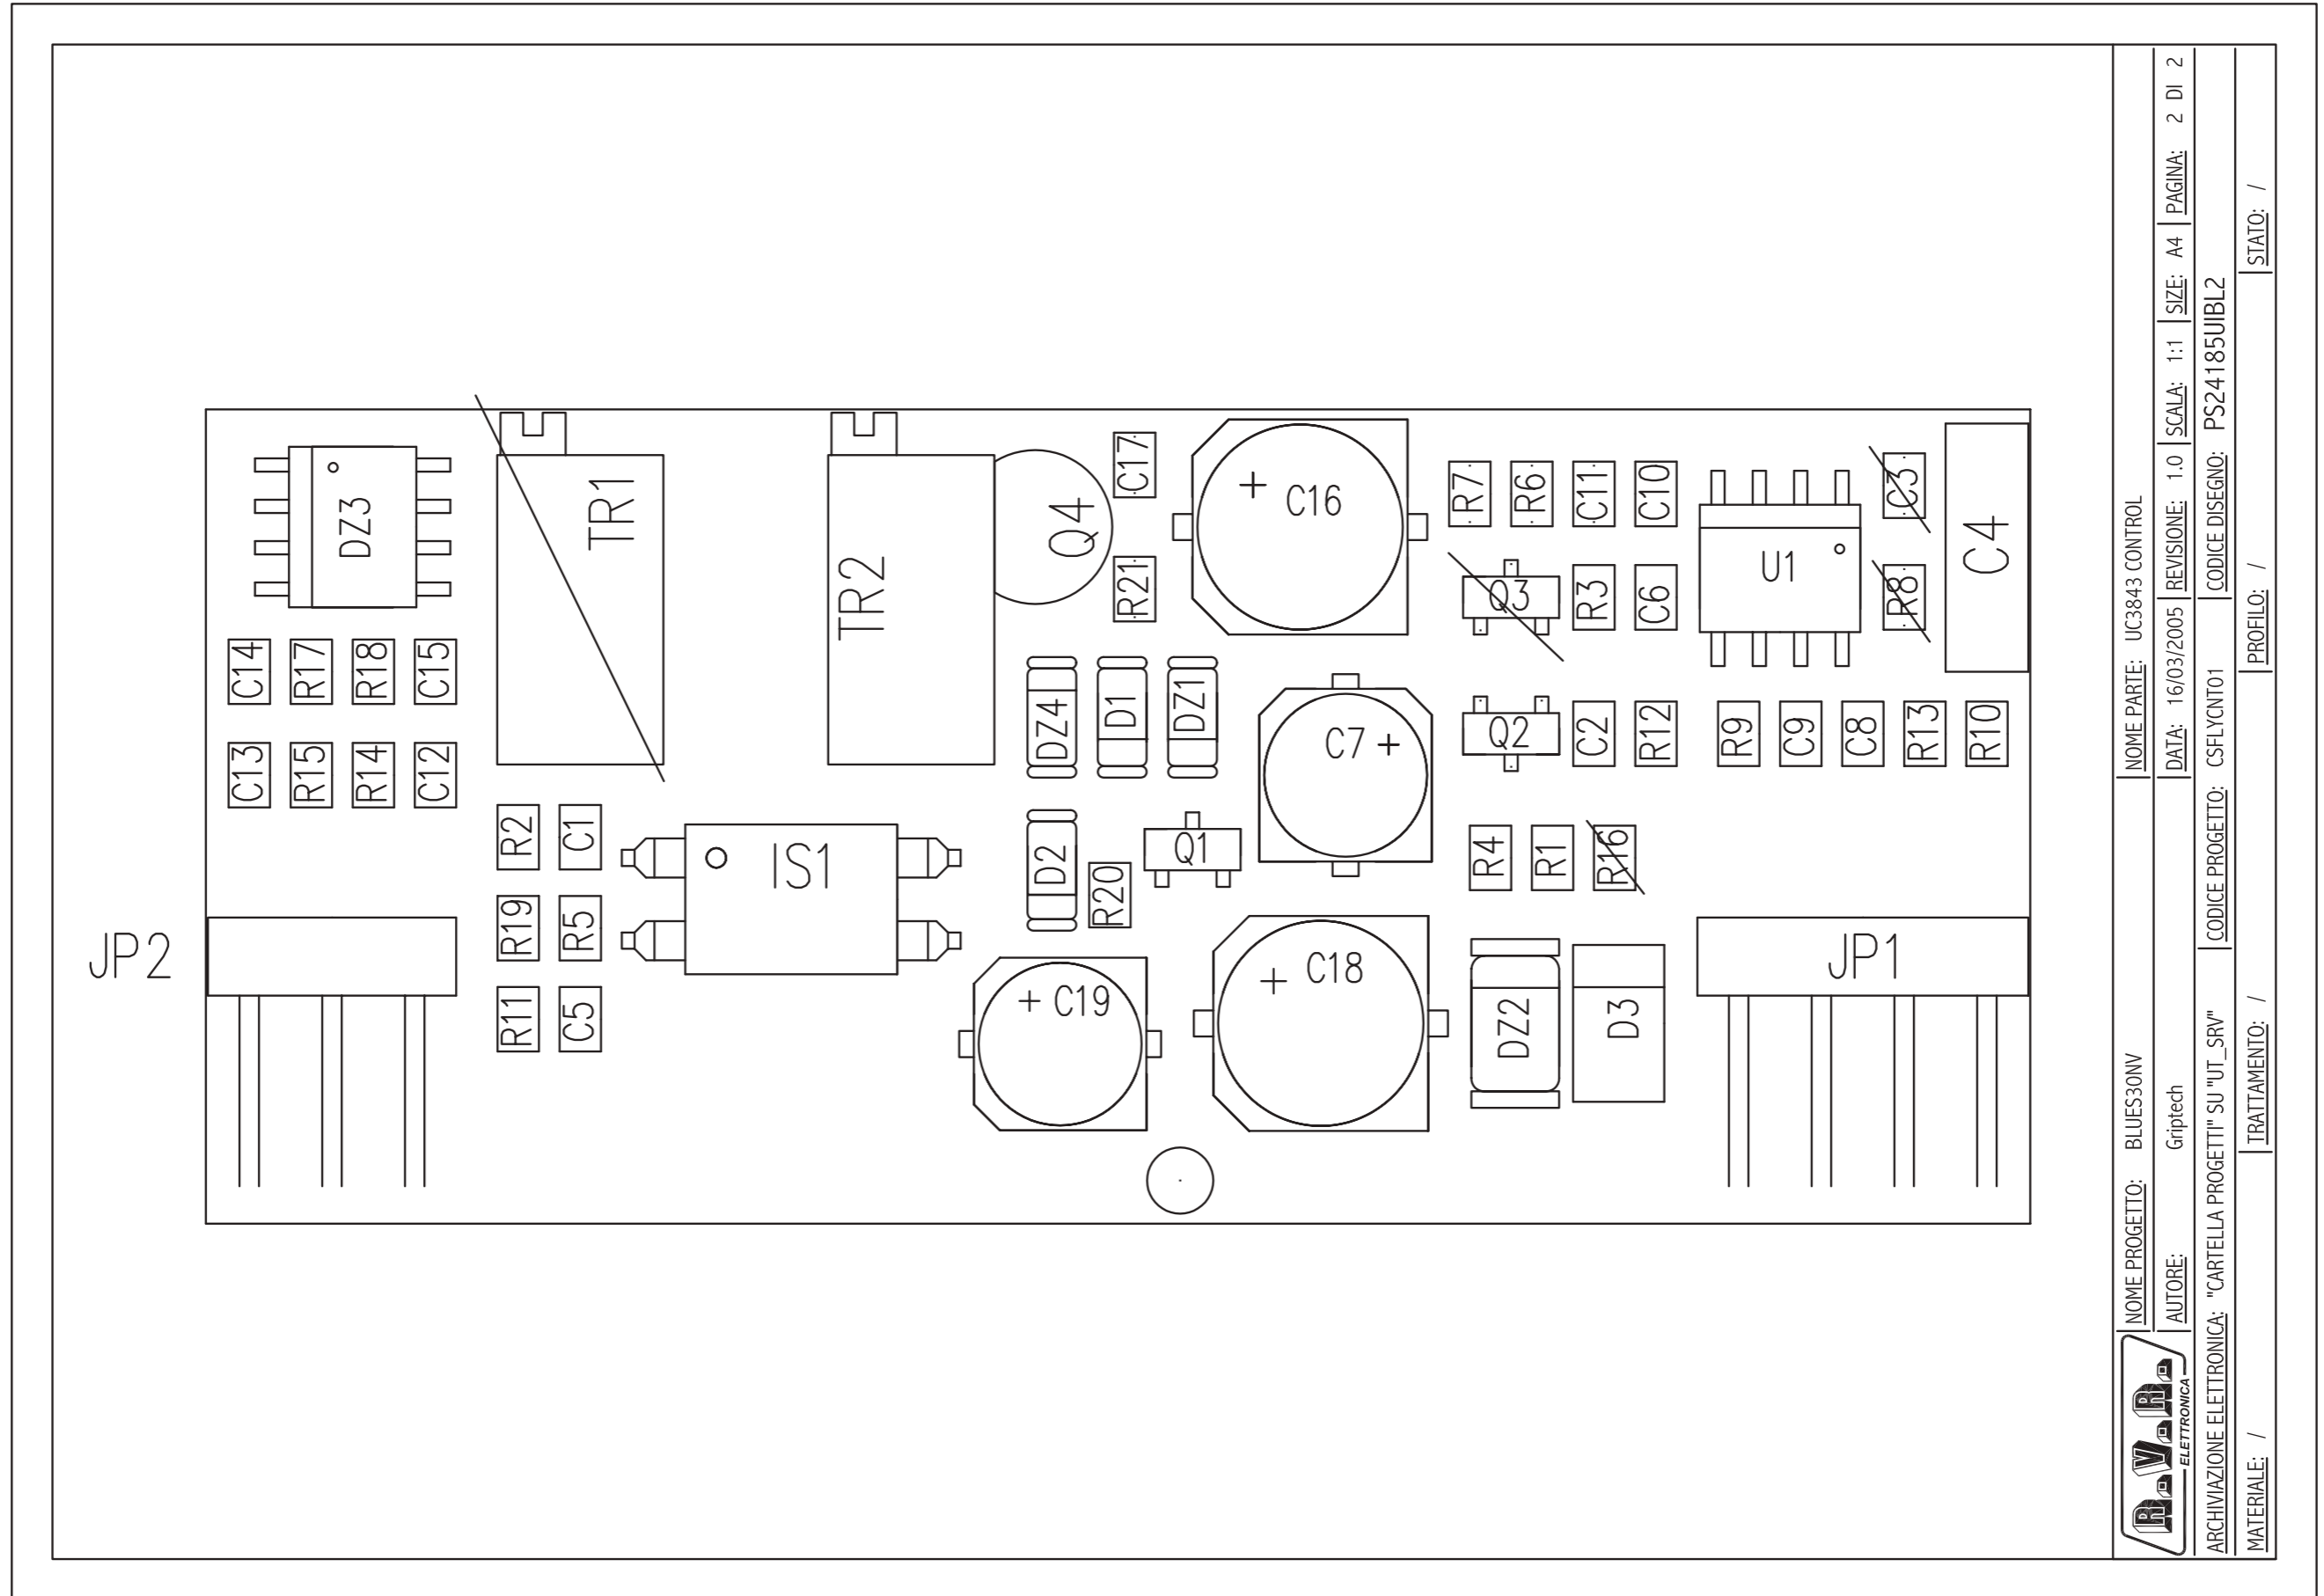 DZ3
TR1
TR2
Q4
C17
R21
C16
R7
R6
C11
C10
Q3
R3
C6
U1
C3
R8
C4
C14
R17
R18
C15
C13
R15
R14
C12
DZ4
D1
DZ1
C7
Q2
C2
R12
R9
C9
C8
R13
R10
R2
C1
IS1
D2
R20
Q1
R4
R1
R16
JP2
R19
R5
R11
C5
+ C19
+ C18
DZ2
D3
JP1
R.V.R.
ELETTRONICA
NOME PROGETTO: BLUES30NV NOME PARTE: UC3843 CONTROL
AUTORE: Griptech DATA: 16/03/2005 REVISIONE: 1.0 SCALA: 1:1 SIZE: A4 PAGINA: 2 DI 2
ARCHIVIAZIONE ELETTRONICA: "CARTELLA PROGETTI" SU "UT_SRV" CODICE PROGETTO: CSFLYCNT01 CODICE DISEGNO: PS24185UIBL2
MATERIALE: / TRATTAMENTO: / PROFILO: / STATO: /